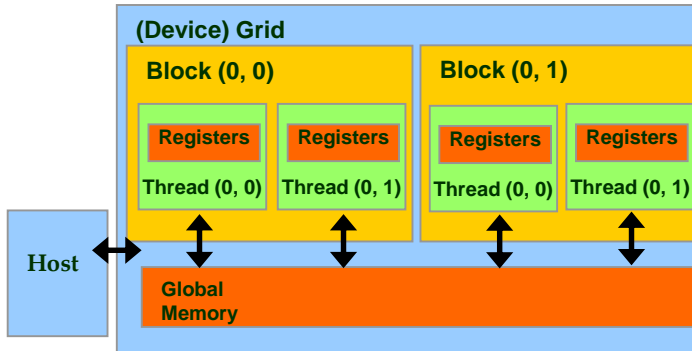 (Device) Grid
Block (0, 0)
Block (0, 1)
Registers
Registers
Registers
Registers
Thread (0, 0)
Thread (0, 1)
Thread (0, 0)
Thread (0, 1)
Host
Global
Memory